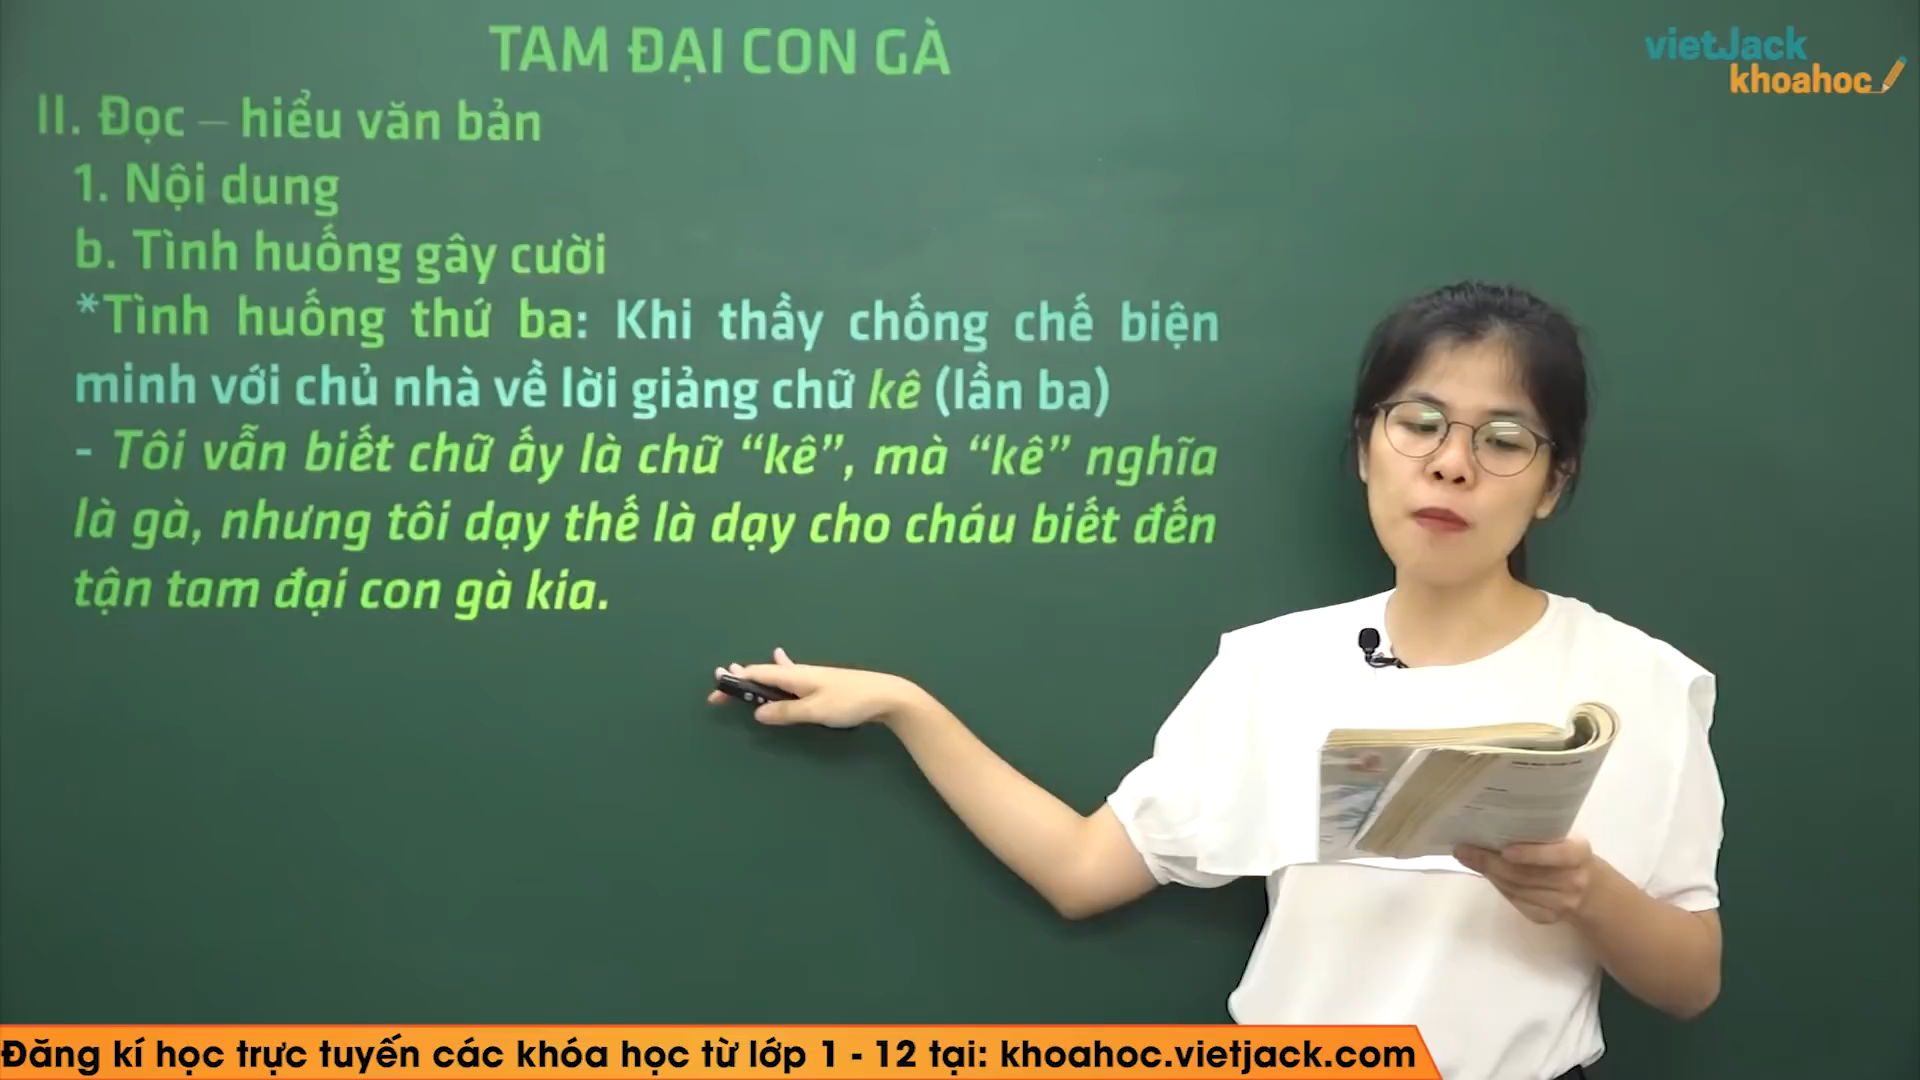 TAM ĐẠI CON GÀ
vietJack
khoahoc
II. Đọc – hiểu văn bản
1. Nội dung
b. Tình huống gây cười
*Tình huống thứ ba: Khi thầy chống chế biện
minh với chủ nhà về lời giảng chữ kê (lần ba)
- Tôi vẫn biết chữ ấy là chữ “kê”, mà “kê” nghĩa
là gà, nhưng tôi dạy thế là dạy cho cháu biết đến
tận tam đại con gà kia.
Đăng kí học trực tuyến các khóa học từ lớp 1 - 12 tại: khoahoc.vietjack.com